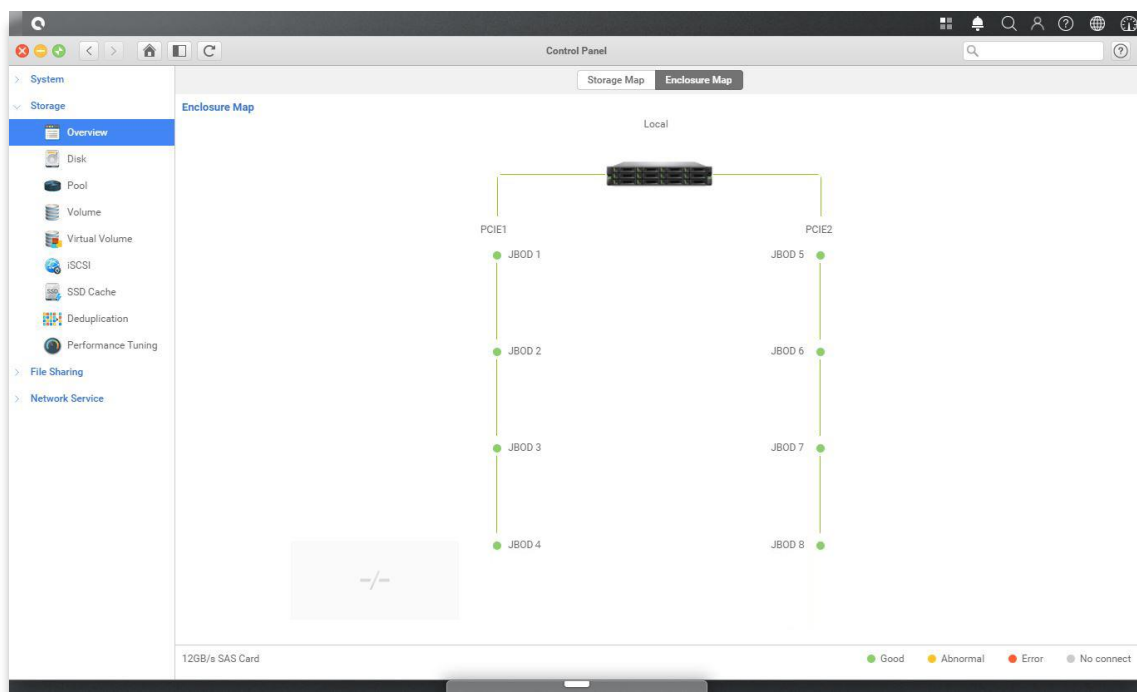 Control Panel
System
Storage
Overview
Disk
Pool
Volume
Virtual Volume
iSCSI
SSD Cache
Deduplication
Performance Tuning
File Sharing
Network Service
Storage Map Enclosure Map
Enclosure Map
Local
PCIE1 PCIE2
JBOD 1 JBOD 5
JBOD 2 JBOD 6
JBOD 3 JBOD 7
JBOD 4 JBOD 8
-/-
12GB/s SAS Card Good Abnormal Error No connect